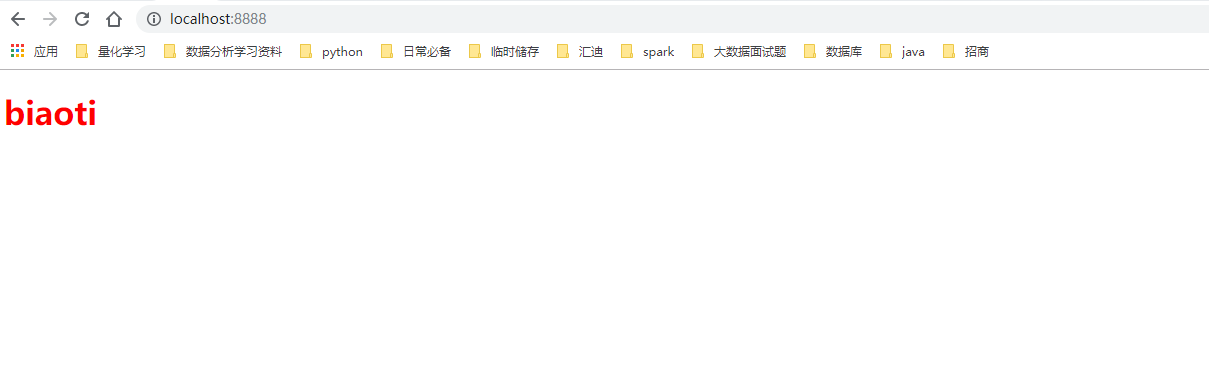 localhost:8888
应用 量化学习 数据分析学习资料 python 日常必备 临时储存 汇迪 spark 大数据面试题 数据库 java 招商
biaoti